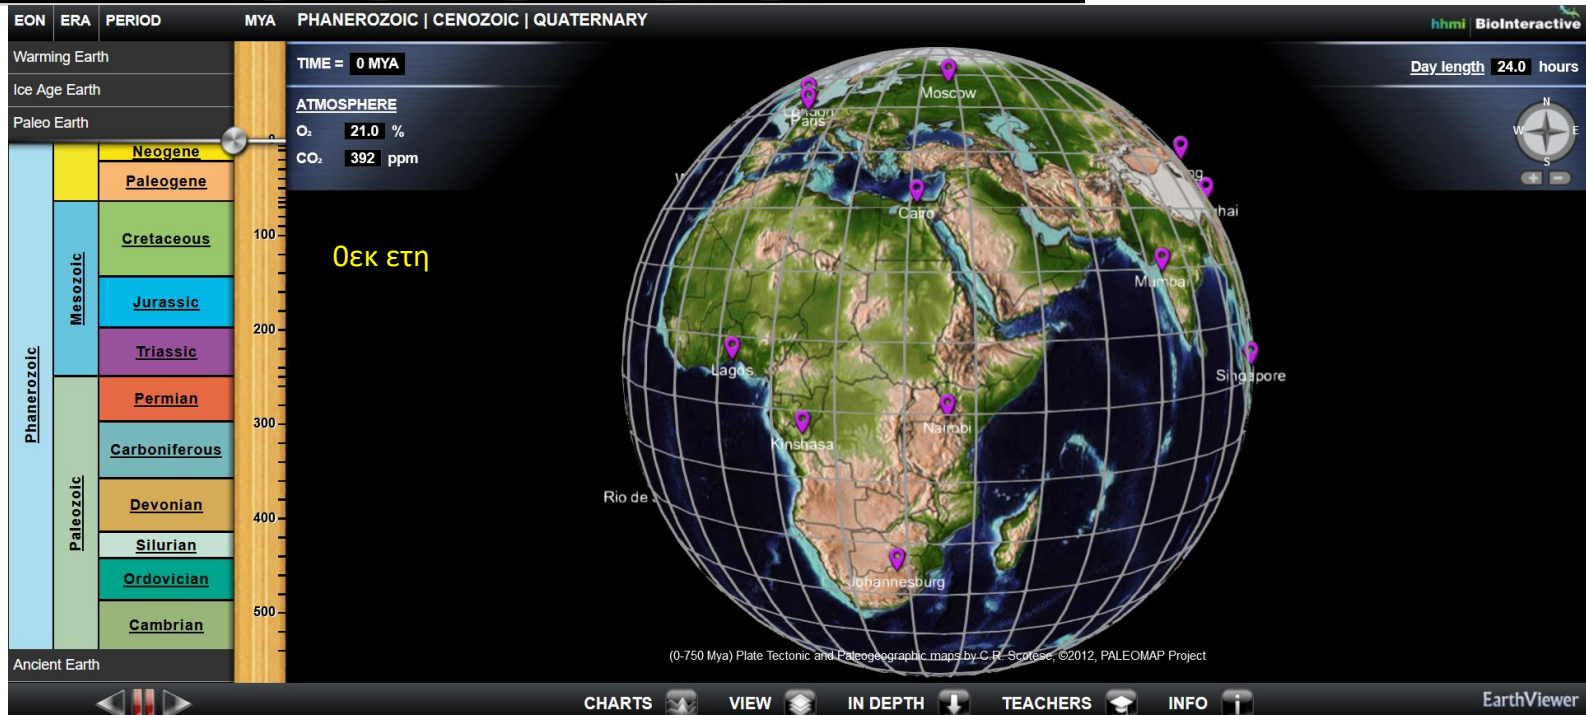 EON ERA PERIOD MYA PHANEROZOIC | CENOZOIC | QUATERNARY
hhmi BioInteractive
Warming Earth
Ice Age Earth
Paleo Earth
TIME = 0 MYA
Day length 24.0 hours
ATMOSPHERE
O₂ 21.0 %
CO₂ 392 ppm
N
W E
S
0
Neogene
Paleogene
Cretaceous
Jurassic
Triassic
Permian
Carboniferous
Devonian
Silurian
Ordovician
Cambrian
Mesozoic
Paleozoic
Phanerozoic
100
200
300
400
500
Ancient Earth
0εκ ετη
Moscow
London
Paris
Cairo
Mumbai
Lagos
Singapore
Nairobi
Kinshasa
Rio de
Johannesburg
(0-750 Mya) Plate Tectonic and Paleogeographic maps by C.R. Scotese, ©2012, PALEOMAP Project
CHARTS VIEW IN DEPTH TEACHERS INFO i
EarthViewer